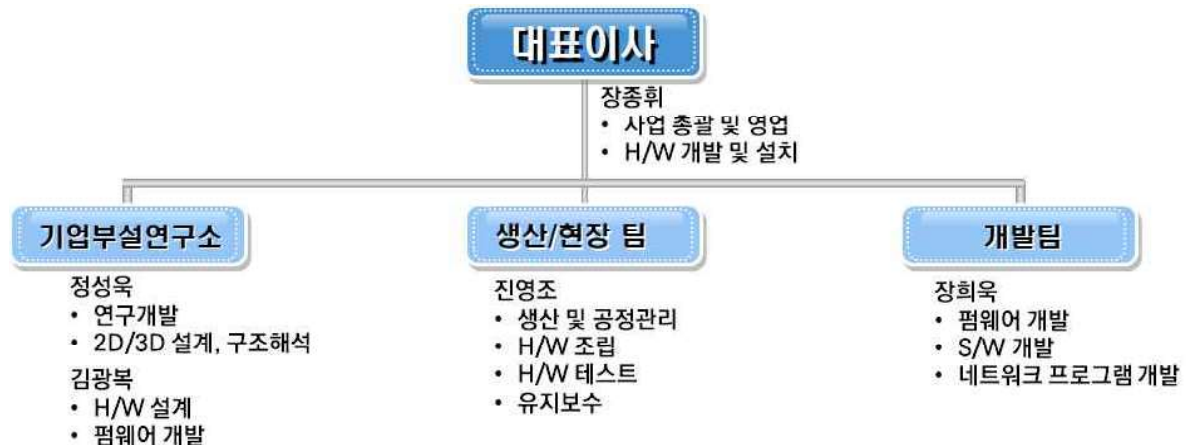 대표이사
장종휘
• 사업 총괄 및 영업
• H/W 개발 및 설치
기업부설연구소
정성욱
• 연구개발
• 2D/3D 설계, 구조해석
김광복
• H/W 설계
• 펌웨어 개발
생산/현장 팀
진영조
• 생산 및 공정관리
• H/W 조립
• H/W 테스트
• 유지보수
개발팀
장희욱
• 펌웨어 개발
• S/W 개발
• 네트워크 프로그램 개발